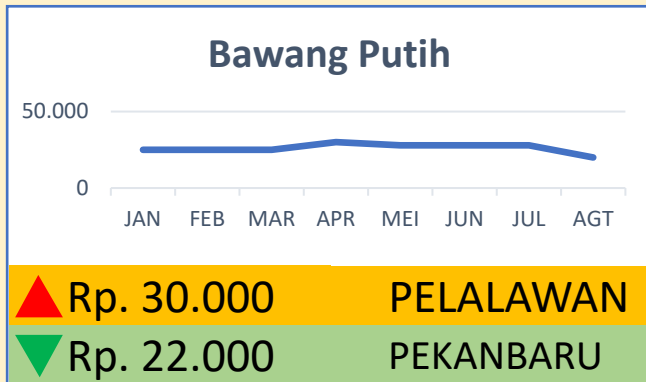 Bawang Putih
50.000
0
JAN FEB MAR APR MEI JUN JUL AGT
Rp. 30.000 PELALAWAN
Rp. 22.000 PEKANBARU